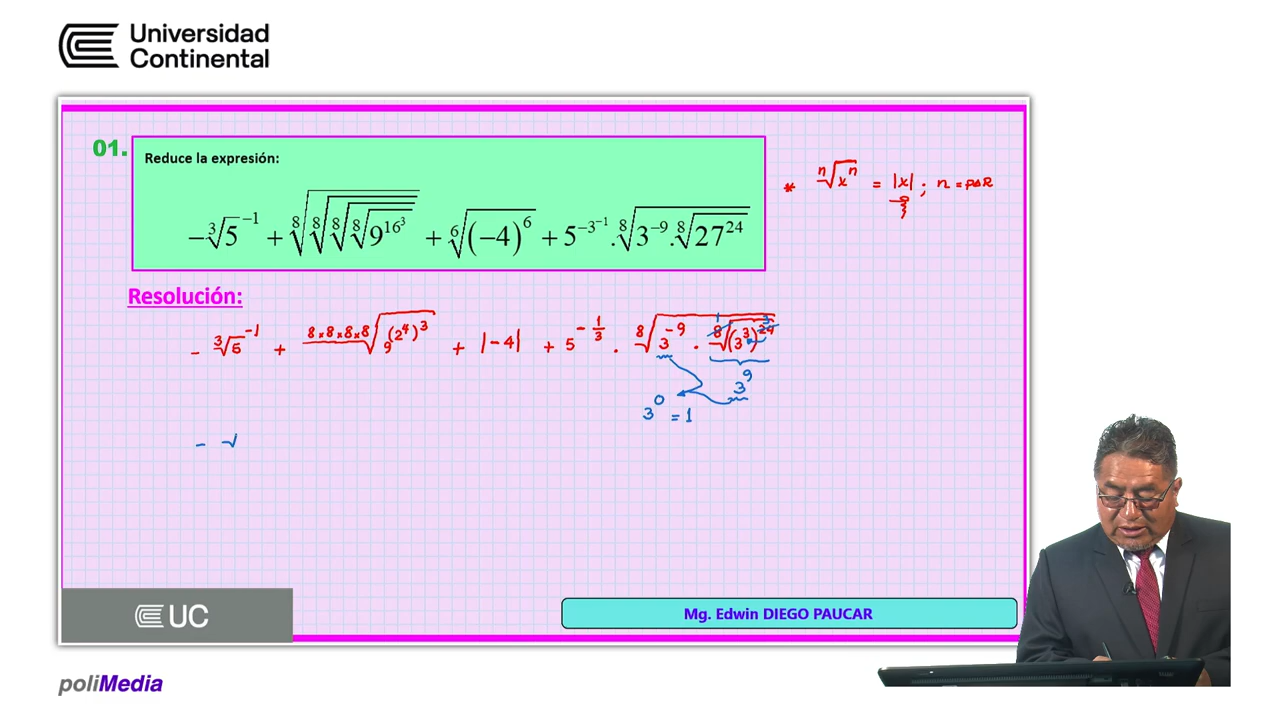 Universidad
Continental
01.
Reduce la expresión:
-∛5⁻¹ + ⁸√(⁸√(⁸√(⁸√(9^(16³))))) + ⁶√((-4)⁶) + 5^(-3⁻¹) . ⁸√(3⁻⁹ . ⁸√(27²⁴))
* ⁿ√(xⁿ) = |x| ; n = PAR
Resolución:
- ∛5⁻¹ + ⁸ˣ⁸ˣ⁸ˣ⁸√(9^((2⁴)³)) + |-4| + 5^(-1/3) . ⁸√(3⁻⁹ . ⁸√((3³)²⁴))
1 3
3⁹
3⁰ = 1
- √
UC
Mg. Edwin DIEGO PAUCAR
poliMedia